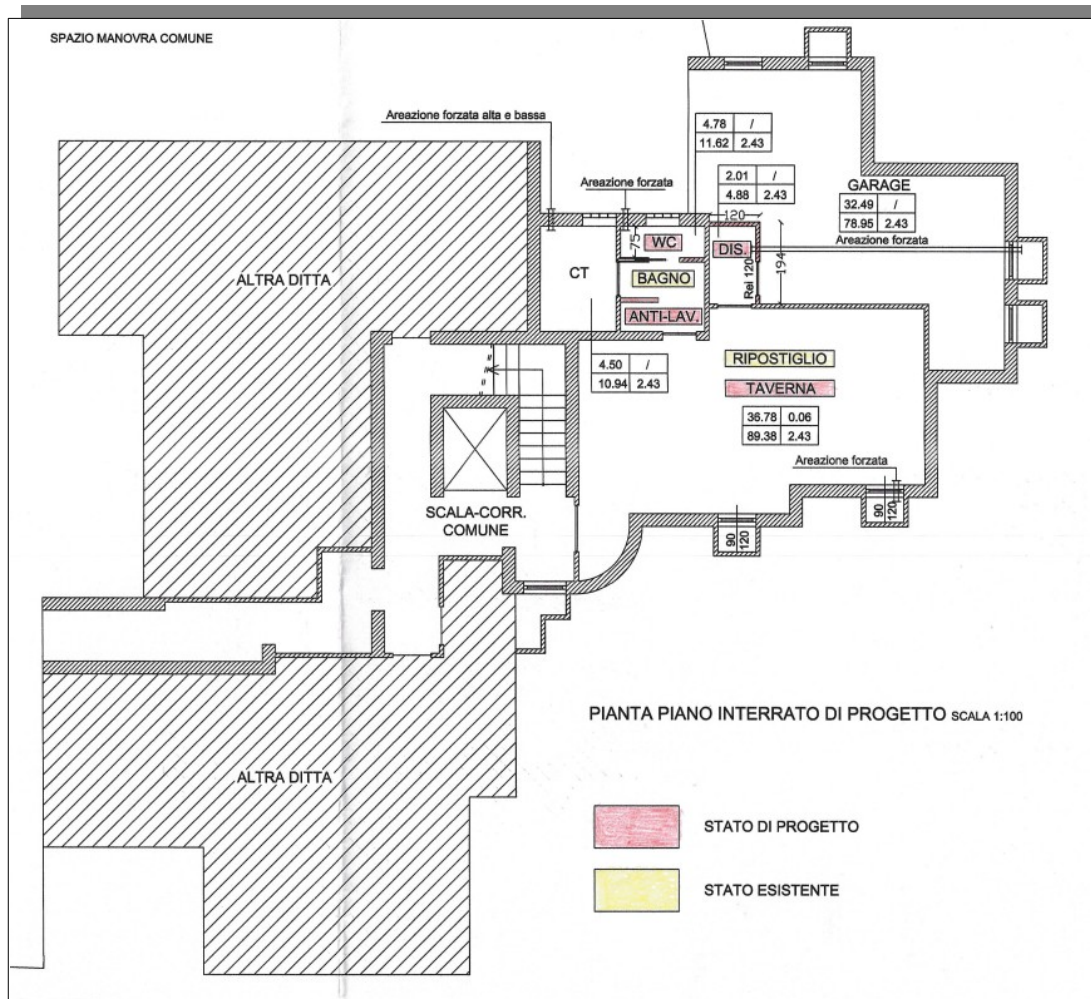 SPAZIO MANOVRA COMUNE
Areazione forzata alta e bassa
4.78 /
11.62 2.43
Areazione forzata
2.01 /
4.88 2.43
120
GARAGE
32.49 /
78.95 2.43
Areazione forzata
75
WC
DIS.
194
REI 120
CT
BAGNO
ANTI-LAV.
ALTRA DITTA
4.50 /
10.94 2.43
RIPOSTIGLIO
TAVERNA
36.78 0.06
89.38 2.43
Areazione forzata
90
120
90
120
SCALA-CORR.
COMUNE
PIANTA PIANO INTERRATO DI PROGETTO SCALA 1:100
ALTRA DITTA
STATO DI PROGETTO
STATO ESISTENTE